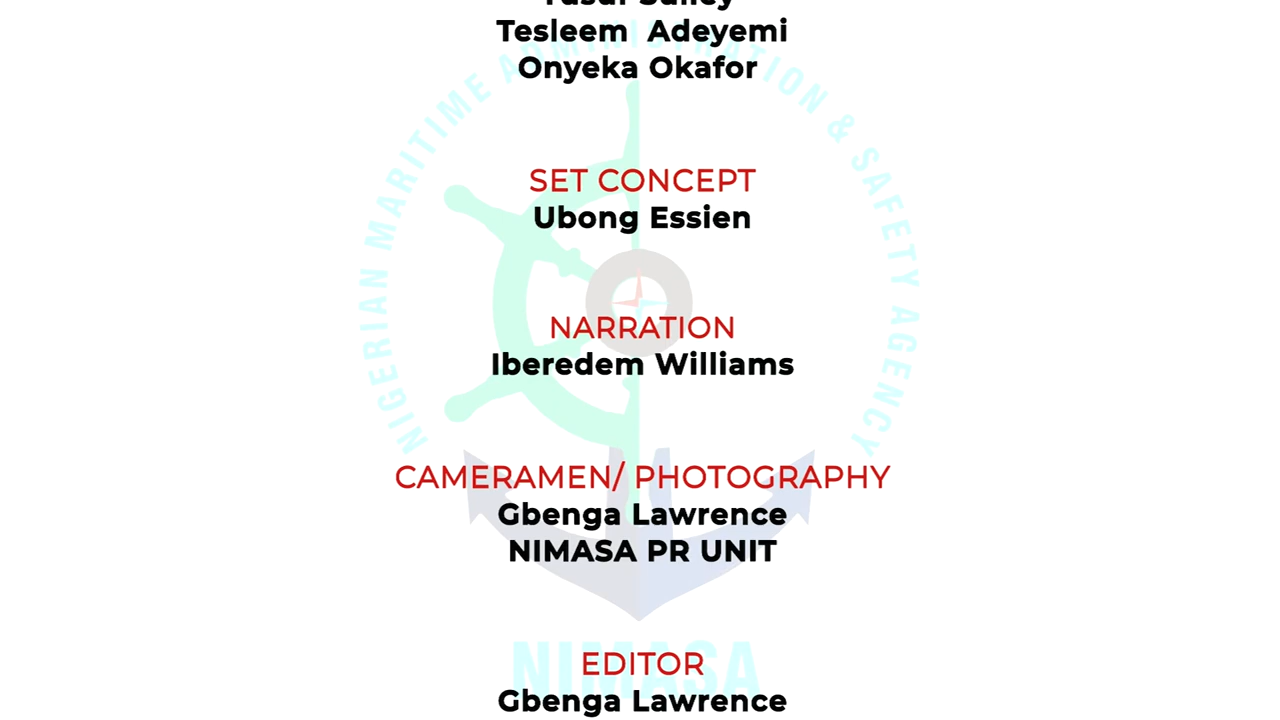 Tesleem Adeyemi
Onyeka Okafor
SET CONCEPT
Ubong Essien
NARRATION
Iberedem Williams
CAMERAMEN/ PHOTOGRAPHY
Gbenga Lawrence
NIMASA PR UNIT
EDITOR
Gbenga Lawrence
NIGERIAN MARITIME ADMINISTRATION & SAFETY AGENCY
NIMASA